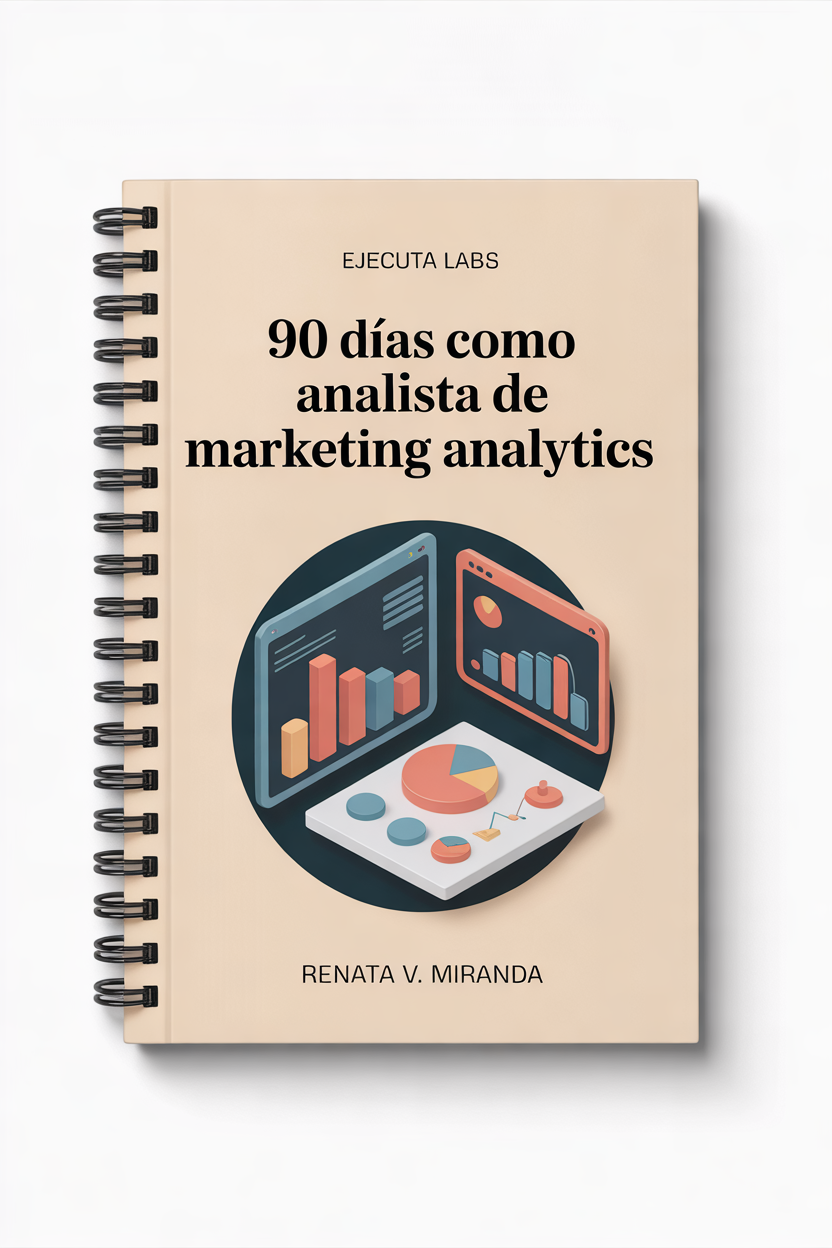 EJECUTA LABS
90 días como
analista de
marketing analytics
RENATA V. MIRANDA